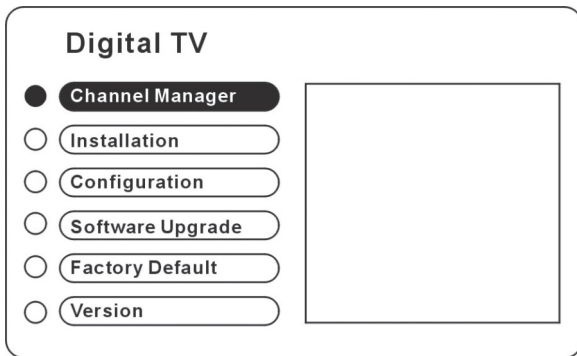 Digital TV
Channel Manager
Installation
Configuration
Software Upgrade
Factory Default
Version